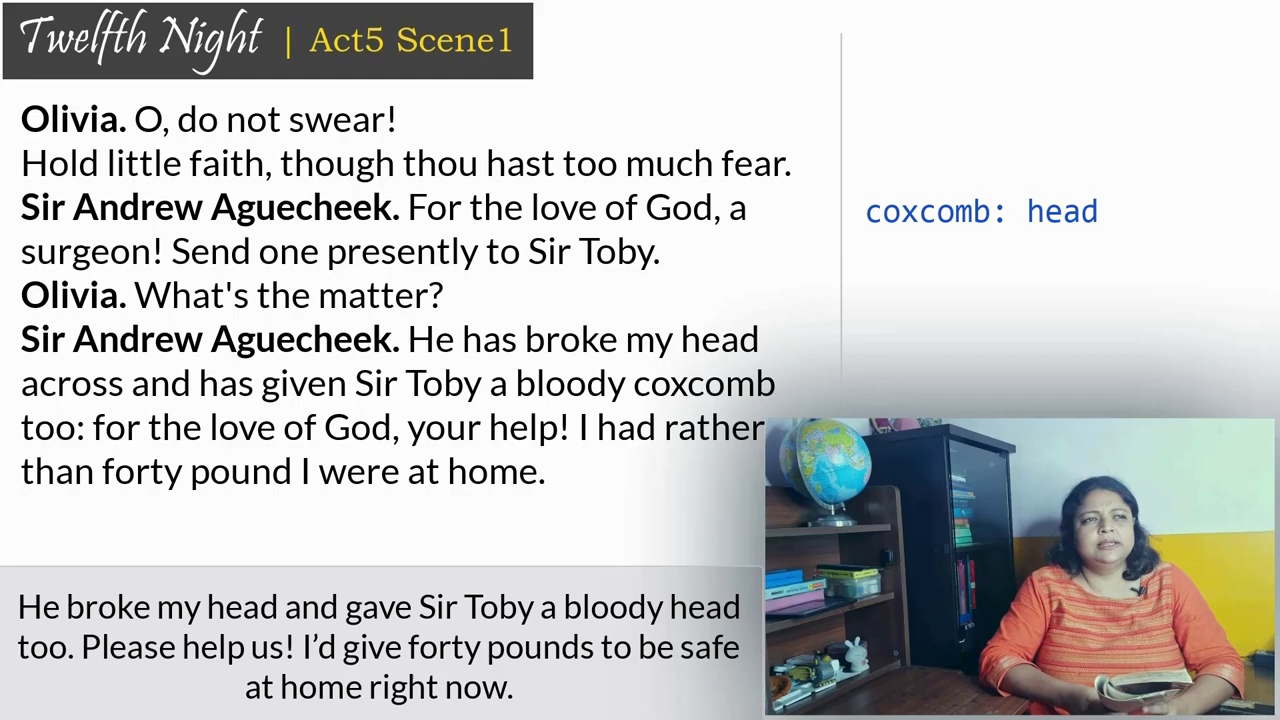 Twelfth Night | Act5 Scene1
Olivia. O, do not swear!
Hold little faith, though thou hast too much fear.
Sir Andrew Aguecheek. For the love of God, a
surgeon! Send one presently to Sir Toby.
Olivia. What's the matter?
Sir Andrew Aguecheek. He has broke my head
across and has given Sir Toby a bloody coxcomb
too: for the love of God, your help! I had rather
than forty pound I were at home.
coxcomb: head
He broke my head and gave Sir Toby a bloody head
too. Please help us! I’d give forty pounds to be safe
at home right now.